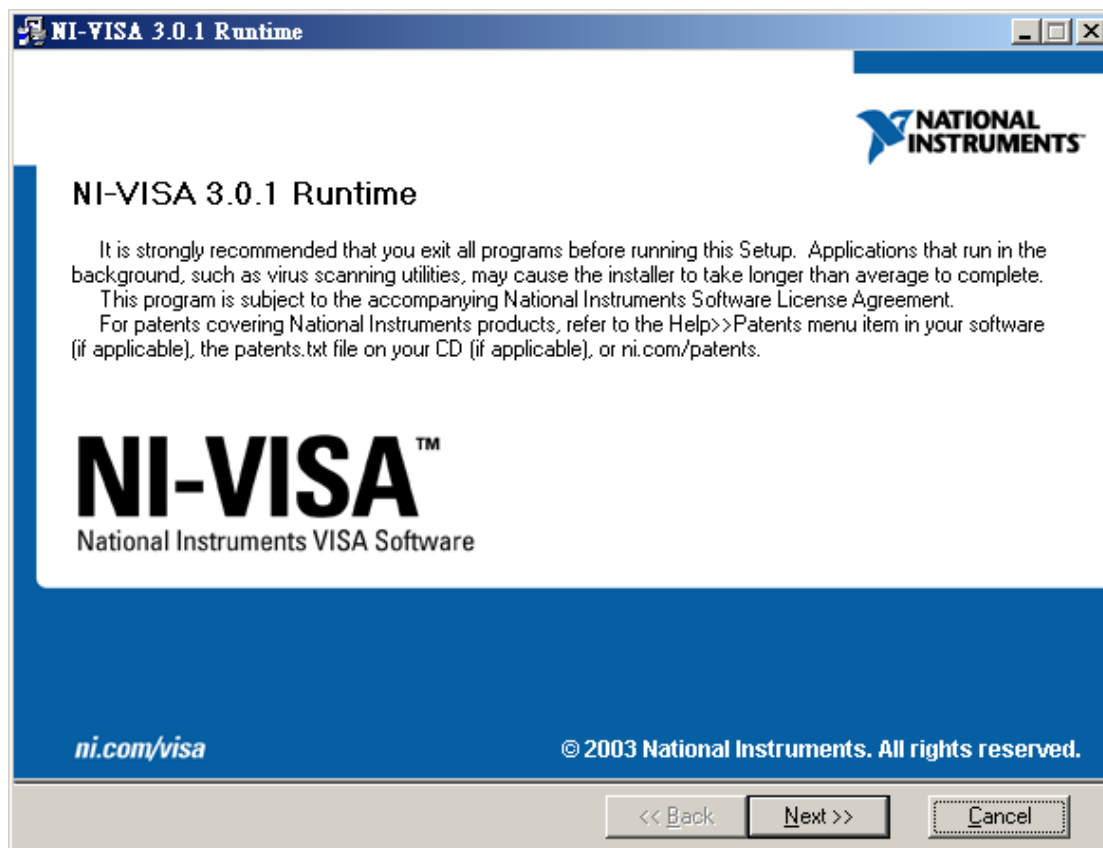 NI-VISA 3.0.1 Runtime
NATIONAL
INSTRUMENTS™
NI-VISA 3.0.1 Runtime
It is strongly recommended that you exit all programs before running this Setup.  Applications that run in the
background, such as virus scanning utilities, may cause the installer to take longer than average to complete.
This program is subject to the accompanying National Instruments Software License Agreement.
For patents covering National Instruments products, refer to the Help>>Patents menu item in your software
(if applicable), the patents.txt file on your CD (if applicable), or ni.com/patents.
NI-VISA™
National Instruments VISA Software
ni.com/visa
© 2003 National Instruments. All rights reserved.
<< Back
Next >>
Cancel